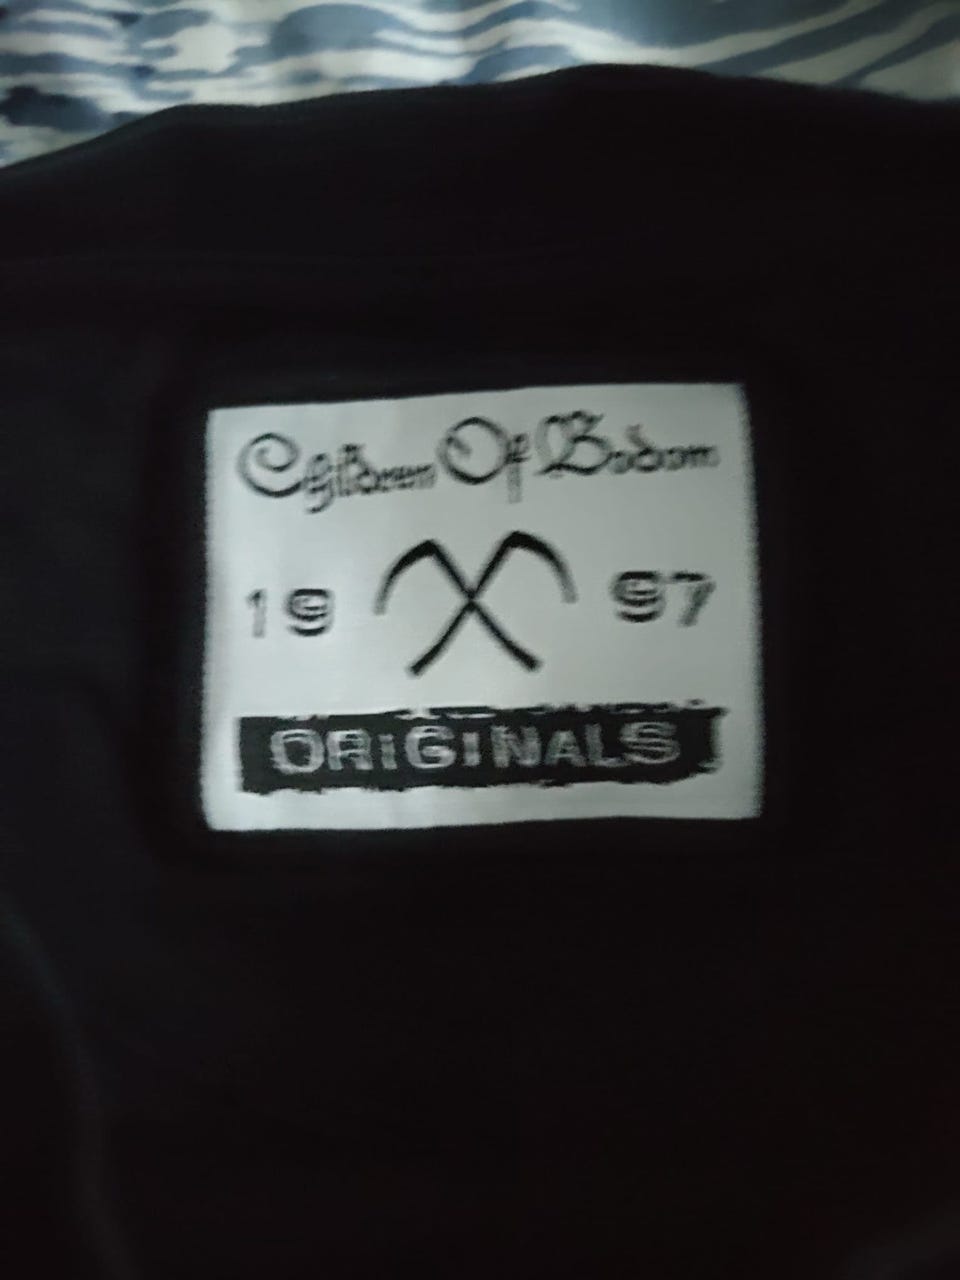 Children Of Bodom
19 97
ORiGiNALS